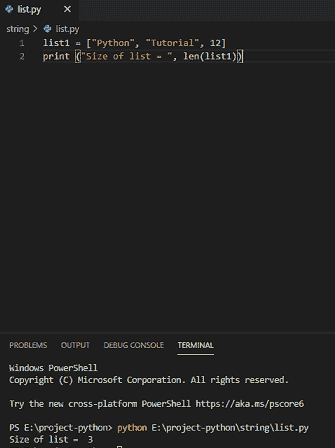 list.py ×
string > list.py
1 list1 = ["Python", "Tutorial", 12]
2 print ("Size of list = ", len(list1))
PROBLEMS OUTPUT DEBUG CONSOLE TERMINAL
Windows PowerShell
Copyright (C) Microsoft Corporation. All rights reserved.
Try the new cross-platform PowerShell https://aka.ms/pscore6
PS E:\project-python> python E:\project-python\string\list.py
Size of list =  3